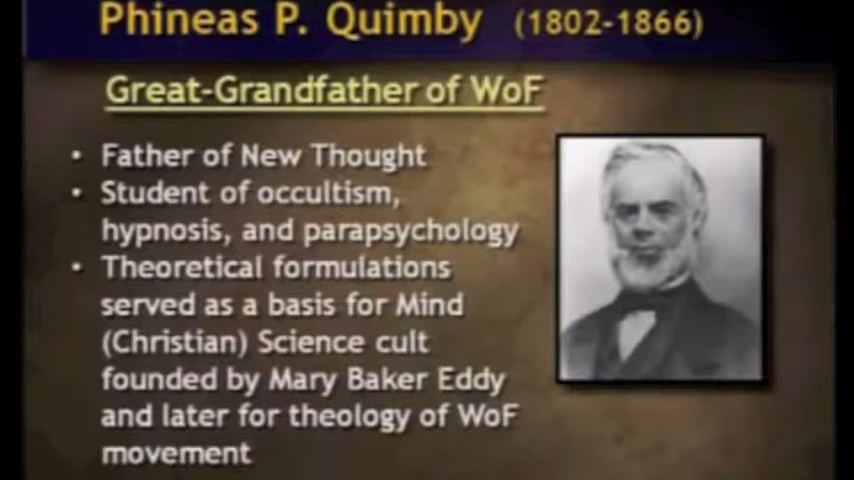 Phineas P. Quimby (1802-1866)
Great-Grandfather of WoF
• Father of New Thought
• Student of occultism,
hypnosis, and parapsychology
• Theoretical formulations
served as a basis for Mind
(Christian) Science cult
founded by Mary Baker Eddy
and later for theology of WoF
movement